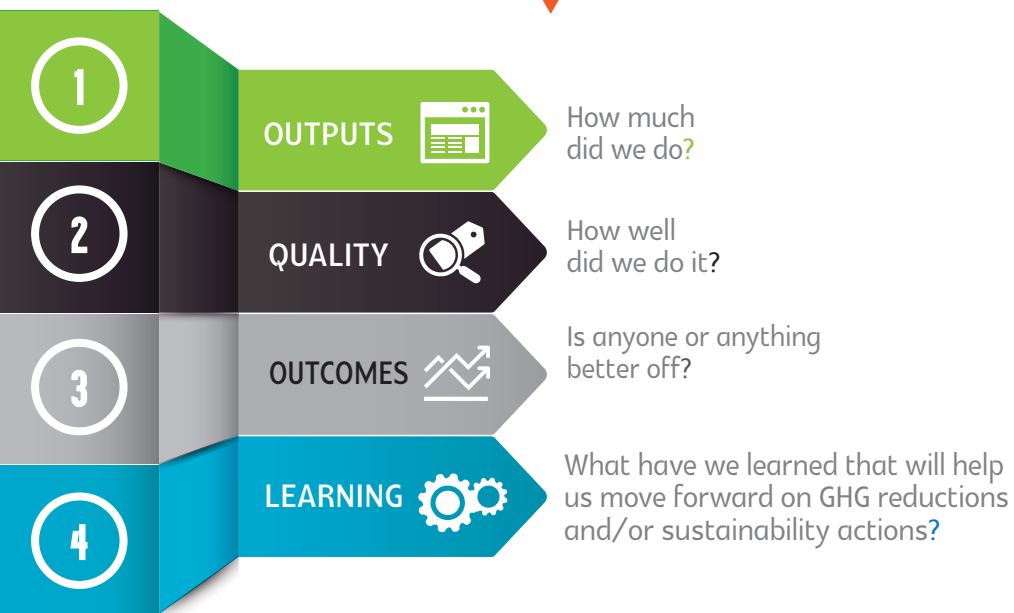 1
OUTPUTS
How much
did we do?
2
QUALITY
How well
did we do it?
3
OUTCOMES
Is anyone or anything
better off?
4
LEARNING
What have we learned that will help
us move forward on GHG reductions
and/or sustainability actions?